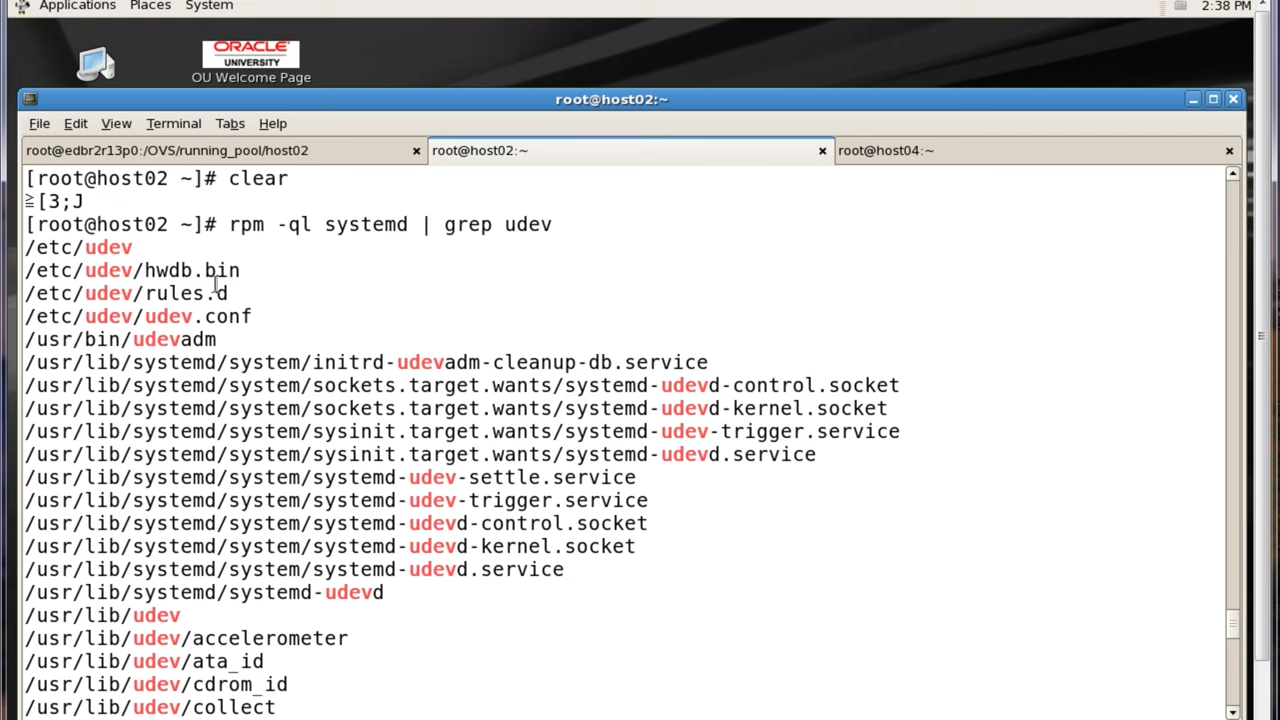 Applications Places System 2:38 PM
ORACLE
UNIVERSITY
OU Welcome Page
root@host02:~
File Edit View Terminal Tabs Help
root@edbr2r13p0:/OVS/running_pool/host02 root@host02:~ root@host04:~
[root@host02 ~]# clear
≧[3;J
[root@host02 ~]# rpm -ql systemd | grep udev
/etc/udev
/etc/udev/hwdb.bin
/etc/udev/rules.d
/etc/udev/udev.conf
/usr/bin/udevadm
/usr/lib/systemd/system/initrd-udevadm-cleanup-db.service
/usr/lib/systemd/system/sockets.target.wants/systemd-udevd-control.socket
/usr/lib/systemd/system/sockets.target.wants/systemd-udevd-kernel.socket
/usr/lib/systemd/system/sysinit.target.wants/systemd-udev-trigger.service
/usr/lib/systemd/system/sysinit.target.wants/systemd-udevd.service
/usr/lib/systemd/system/systemd-udev-settle.service
/usr/lib/systemd/system/systemd-udev-trigger.service
/usr/lib/systemd/system/systemd-udevd-control.socket
/usr/lib/systemd/system/systemd-udevd-kernel.socket
/usr/lib/systemd/system/systemd-udevd.service
/usr/lib/systemd/systemd-udevd
/usr/lib/udev
/usr/lib/udev/accelerometer
/usr/lib/udev/ata_id
/usr/lib/udev/cdrom_id
/usr/lib/udev/collect